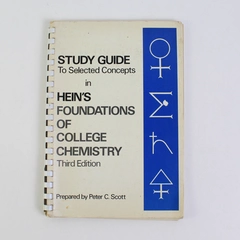 STUDY GUIDE
To Selected Concepts
in
HEIN'S
FOUNDATIONS
OF
COLLEGE
CHEMISTRY
Third Edition
Prepared by Peter C. Scott